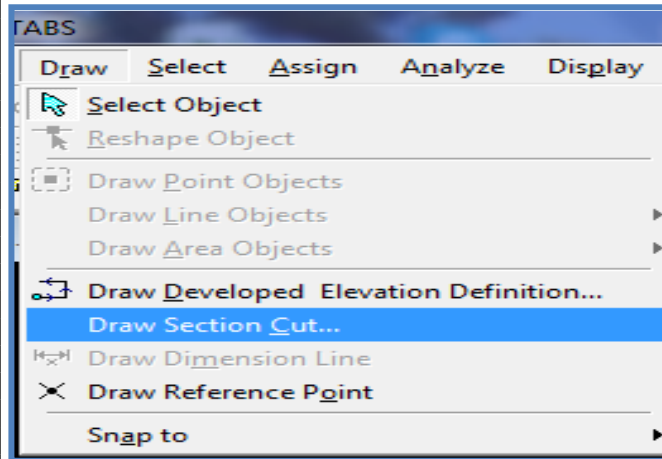 TABS
Draw Select Assign Analyze Display
Select Object
Reshape Object
Draw Point Objects
Draw Line Objects
Draw Area Objects
Draw Developed Elevation Definition...
Draw Section Cut...
Draw Dimension Line
Draw Reference Point
Snap to